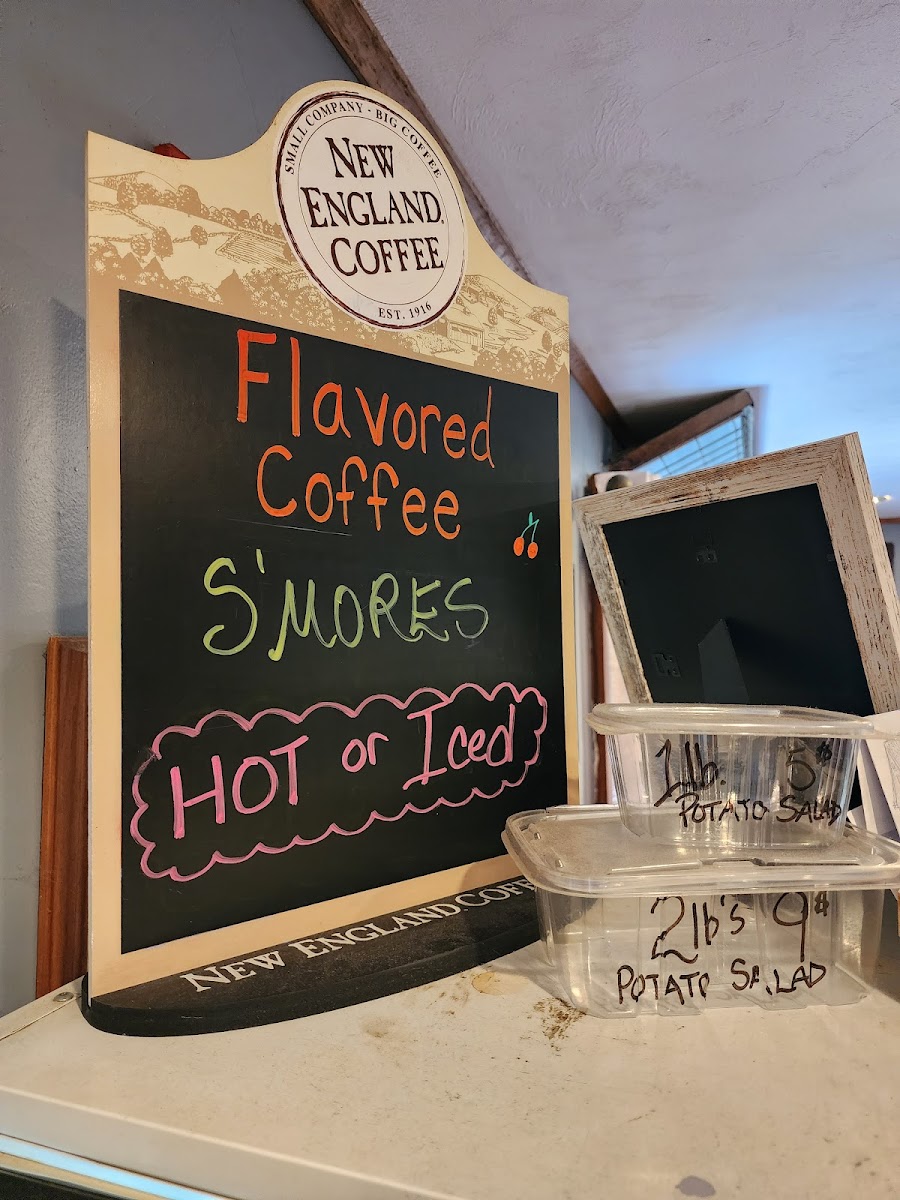 SMALL COMPANY - BIG COFFEE
NEW
ENGLAND
COFFEE
EST. 1916
Flavored
Coffee
S'MORES
HOT or Iced
NEW ENGLAND COFF
1lb. 5$
POTATO SALAD
2lb's 9$
POTATO SALAD